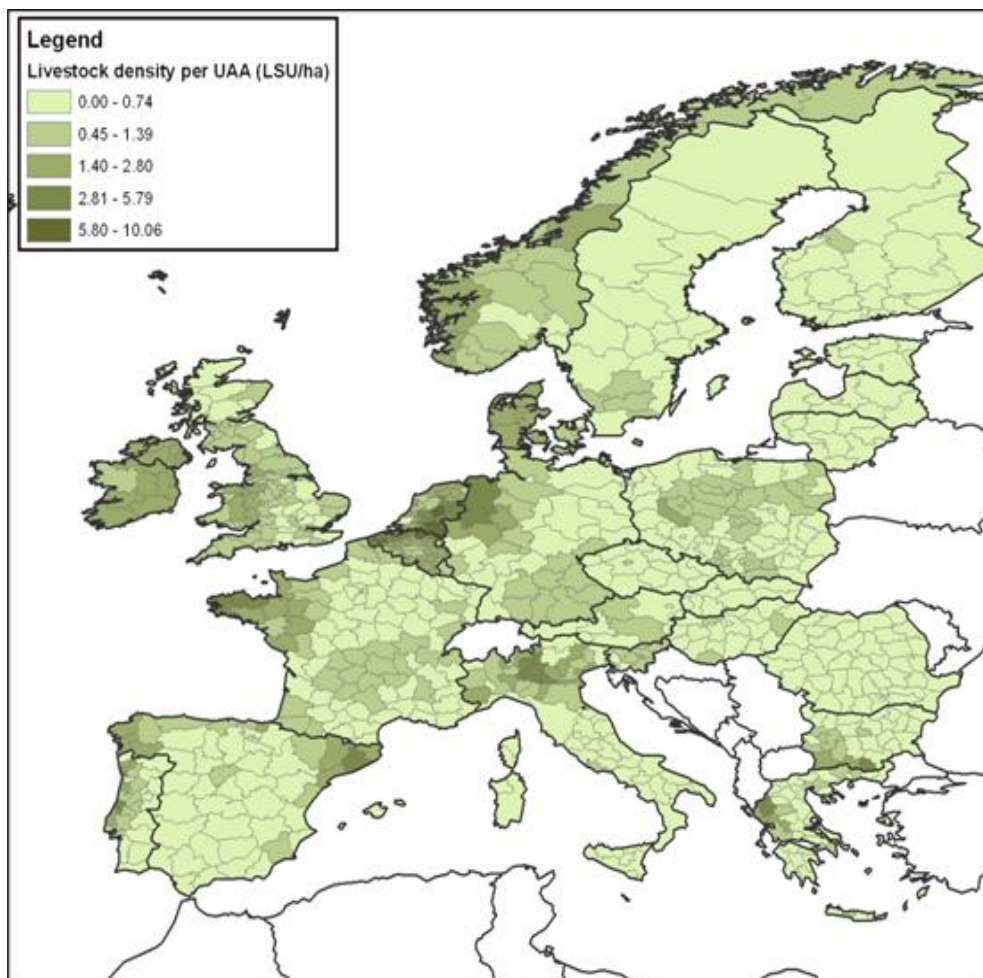 Legend
Livestock density per UAA (LSU/ha)
0.00 - 0.74
0.45 - 1.39
1.40 - 2.80
2.81 - 5.79
5.80 - 10.06